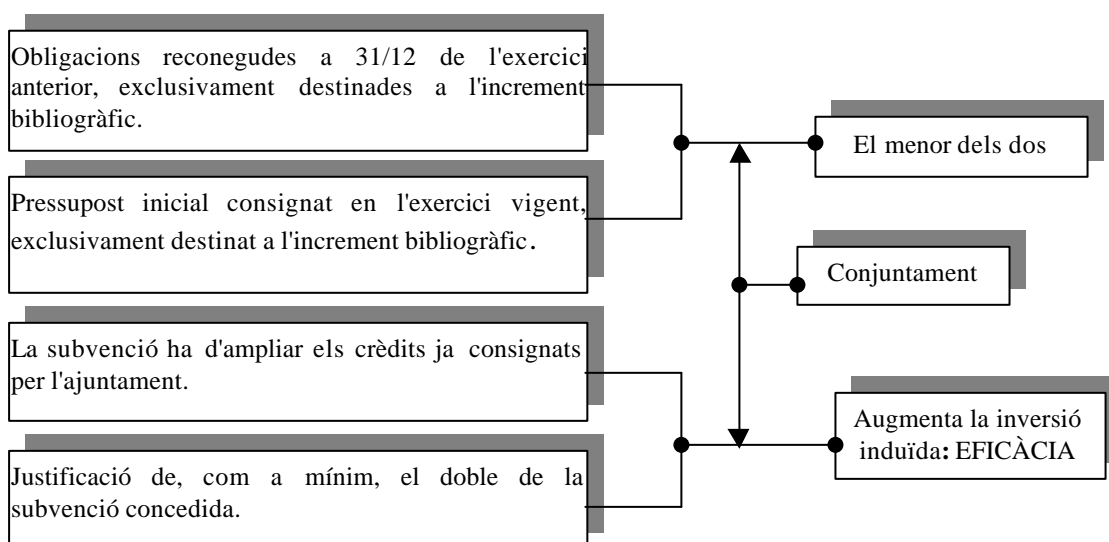 Obligacions reconegudes a 31/12 de l'exercici
anterior, exclusivament destinades a l'increment
bibliogràfic.
El menor dels dos
Pressupost inicial consignat en l'exercici vigent,
exclusivament destinat a l'increment bibliogràfic.
Conjuntament
La subvenció ha d'ampliar els crèdits ja consignats
per l'ajuntament.
Augmenta la inversió
induïda: EFICÀCIA
Justificació de, com a mínim, el doble de la
subvenció concedida.